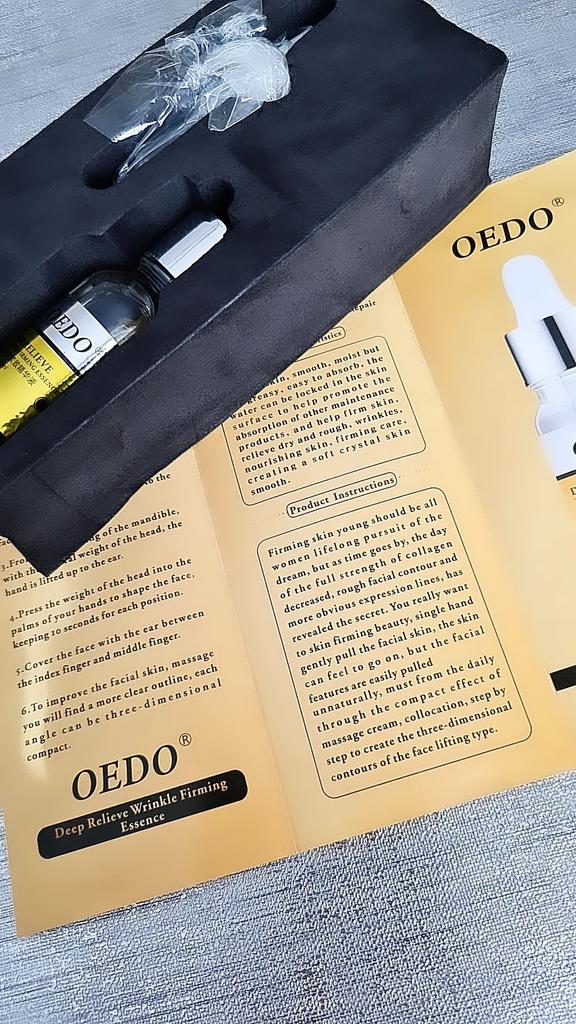 OEDO
RELIEVE
OEDO®
epair
istics
kin, smooth, moist but
easy, easy to absorb, the
water can be locked in the skin
surface to help promote the
absorption of other maintenance
products, and help firm skin,
relieve dry and rough, wrinkles,
nourishing skin, firming care,
creating a soft crystal skin
smooth.
Product Instructions
Firming skin young should be all
women lifelong pursuit of the
dream, but as time goes by, the day
of the full strength of collagen
decreased, rough facial contour and
more obvious expression lines, has
revealed the secret. You really want
to skin firming beauty, single hand
gently pull the facial skin, the skin
can feel to go on, but the facial
features are easily pulled
unnaturally, must from the daily
through the compact effect of
massage cream, collocation, step by
step to create the three-dimensional
contours of the face lifting type.
to the
of the mandible,
3-Fro weight of the head, the
with th
hand is lifted up to the ear.
4.Press the weight of the head into the
palms of your hands to shape the face,
keeping 10 seconds for each position.
5.Cover the face with the ear between
the index finger and middle finger.
6.To improve the facial skin, massage
you will find a more clear outline, each
angle can be three-dimensional
compact.
OEDO®
Deep Relieve Wrinkle Firming
Essence